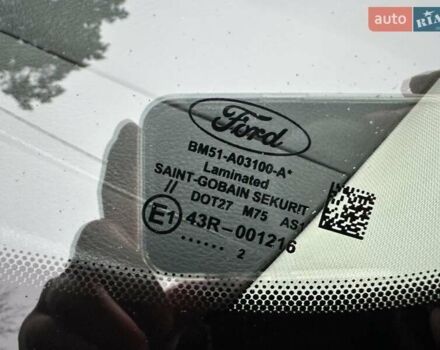 auto RIA
Ford
BM51-A03100-A*
Laminated
SAINT-GOBAIN SEKURIT
// DOT27 M75 AS1
E1 43R-001216
...... 2